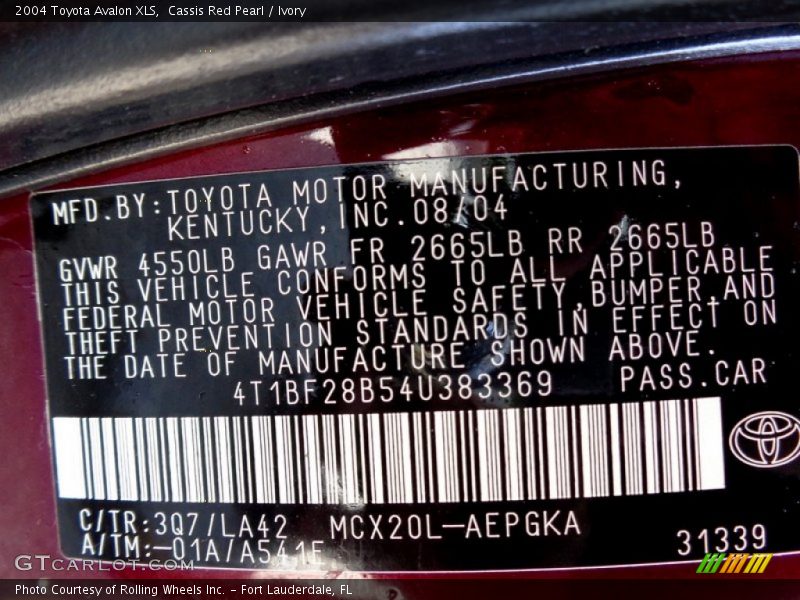 2004 Toyota Avalon XLS, Cassis Red Pearl / Ivory
MFD.BY:TOYOTA MOTOR MANUFACTURING,
KENTUCKY,INC.08/04
GVWR 4550LB GAWR FR 2665LB RR 2665LB
THIS VEHICLE CONFORMS TO ALL APPLICABLE
FEDERAL MOTOR VEHICLE SAFETY,BUMPER,AND
THEFT PREVENTION STANDARDS IN EFFECT ON
THE DATE OF MANUFACTURE SHOWN ABOVE.
4T1BF28B54U383369 PASS.CAR
C/TR:3Q7/LA42 MCX20L-AEPGKA
A/TM:-01A/A541E 31339
GTCARLOT.COM
Photo Courtesy of Rolling Wheels Inc. - Fort Lauderdale, FL